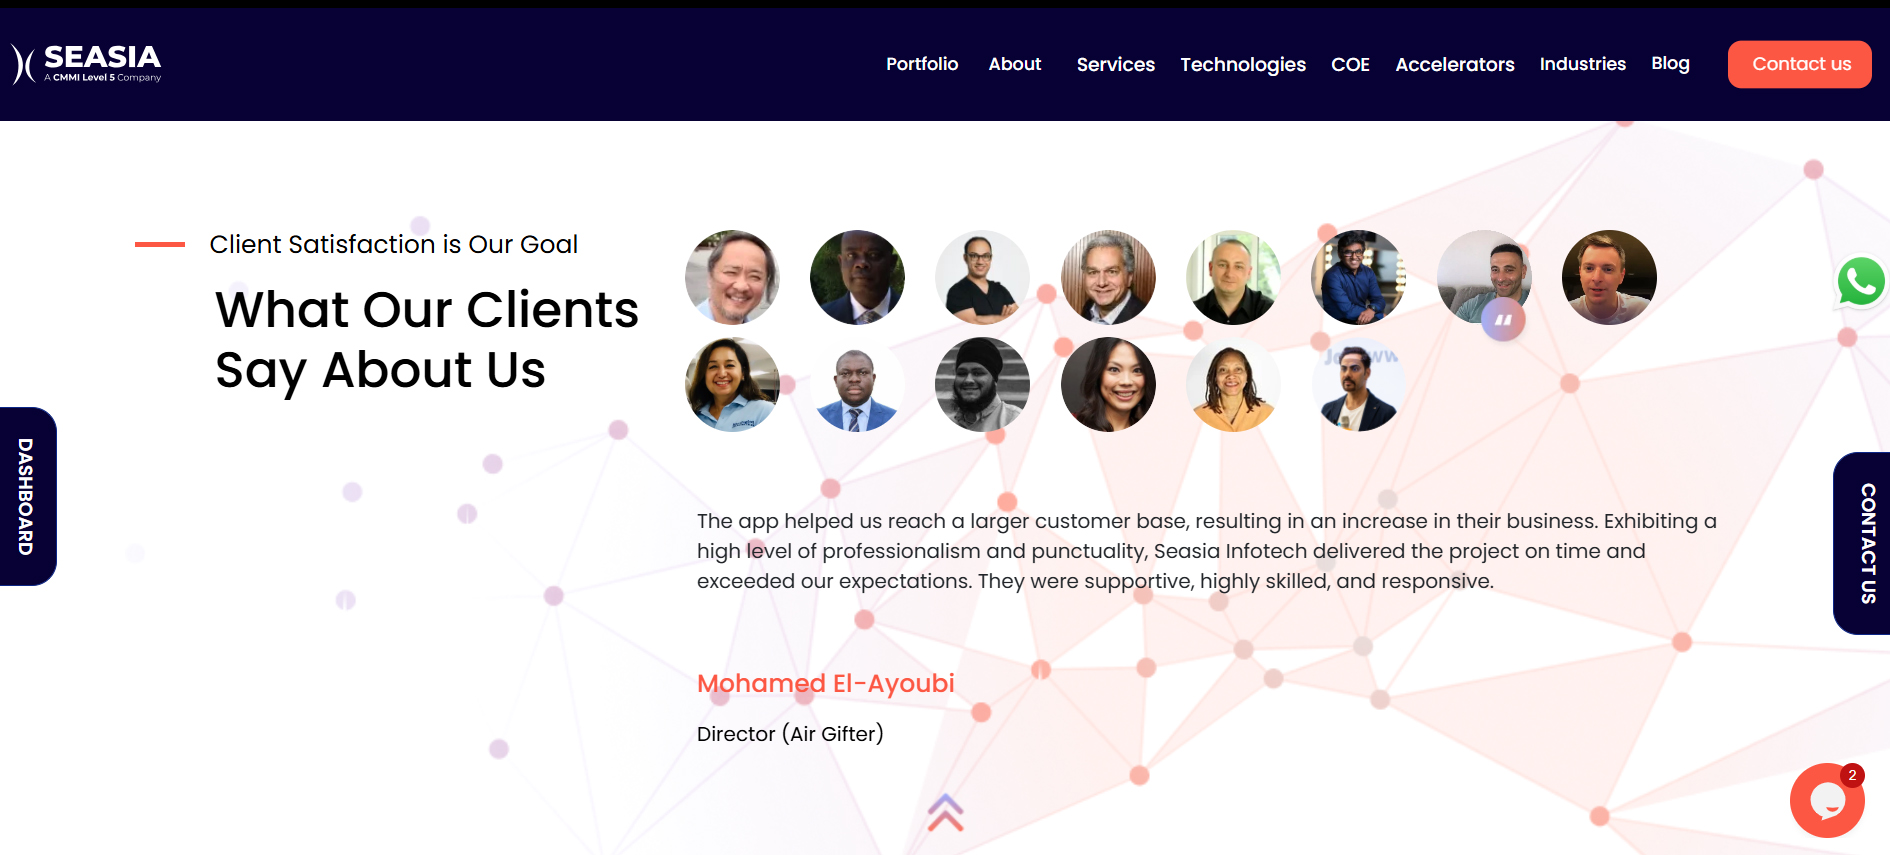 SEASIA
A CMMI Level 5 Company
Portfolio
About
Services
Technologies
COE
Accelerators
Industries
Blog
Contact us
Client Satisfaction is Our Goal
What Our Clients
Say About Us
DASHBOARD
CONTACT US
The app helped us reach a larger customer base, resulting in an increase in their business. Exhibiting a
high level of professionalism and punctuality, Seasia Infotech delivered the project on time and
exceeded our expectations. They were supportive, highly skilled, and responsive.
Mohamed El-Ayoubi
Director (Air Gifter)
2